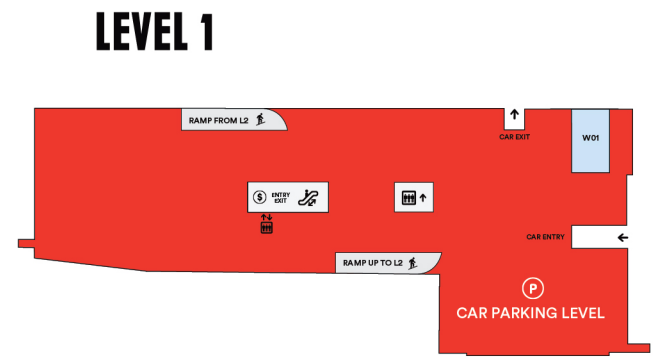 LEVEL 1
RAMP FROM L2
CAR EXIT
W01
$ ENTRY
EXIT
CAR ENTRY
RAMP UP TO L2
P
CAR PARKING LEVEL